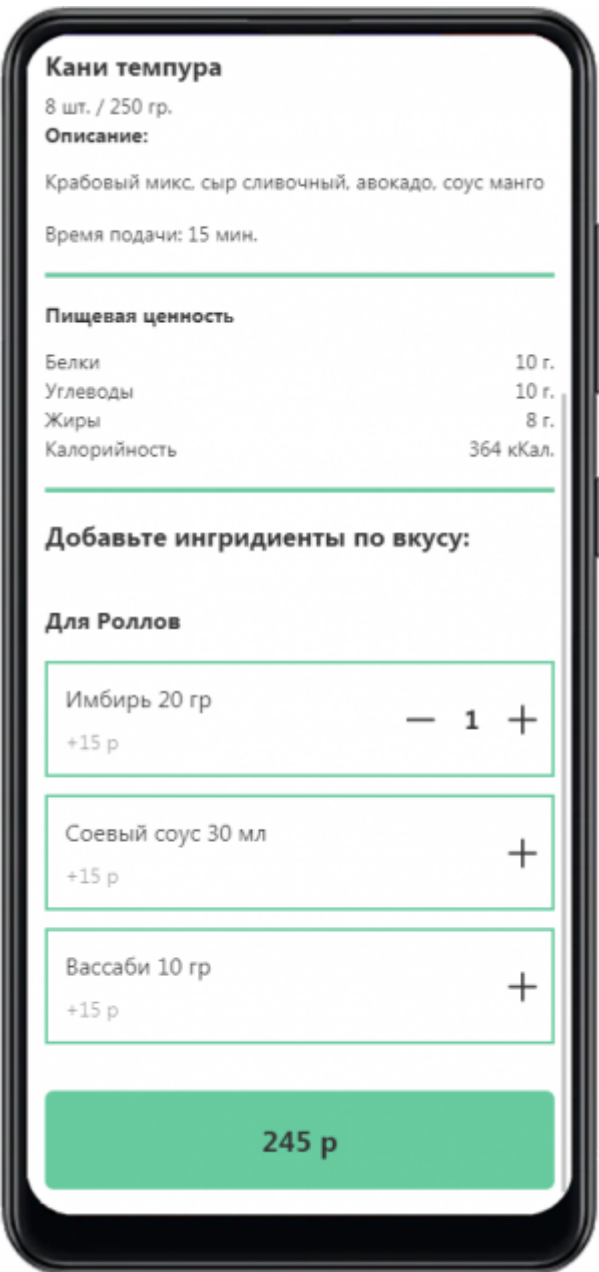 Кани темпура
8 шт. / 250 гр.
Описание:
Крабовый микс, сыр сливочный, авокадо, соус манго
Время подачи: 15 мин.
Пищевая ценность
Белки 10 г.
Углеводы 10 г.
Жиры 8 г.
Калорийность 364 кКал.
Добавьте ингридиенты по вкусу:
Для Роллов
Имбирь 20 гр
+15 р
— 1 +
Соевый соус 30 мл
+15 р
+
Вассаби 10 гр
+15 р
+
245 р